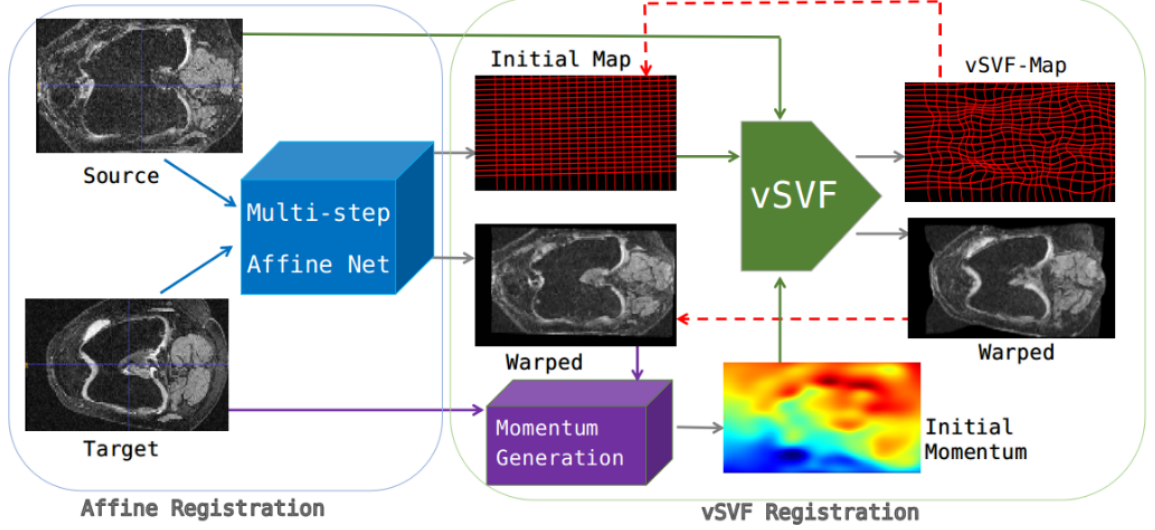 Source
Multi-step
Affine Net
Target
Affine Registration
Initial Map
vSVF-Map
vSVF
Warped
Warped
Momentum
Generation
Initial
Momentum
vSVF Registration